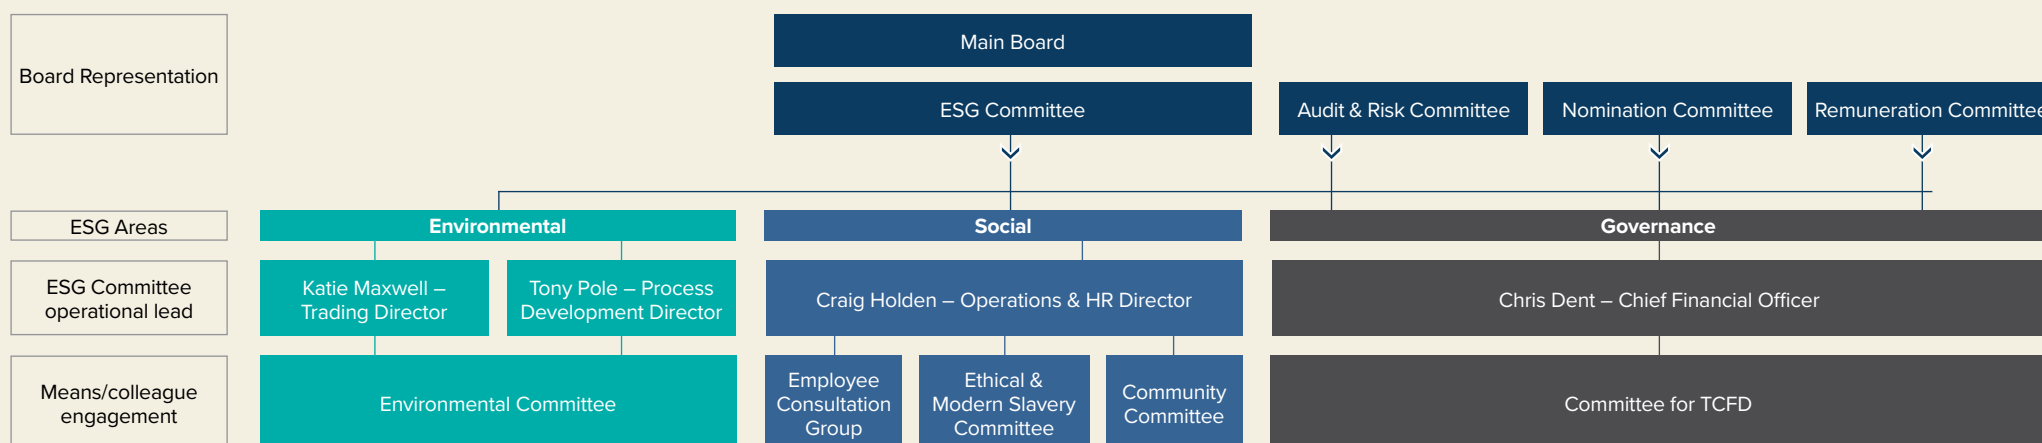 Board Representation
Main Board
ESG Committee
Audit & Risk Committee
Nomination Committee
Remuneration Committee
ESG Areas
Environmental
Social
Governance
ESG Committee
operational lead
Katie Maxwell –
Trading Director
Tony Pole – Process
Development Director
Craig Holden – Operations & HR Director
Chris Dent – Chief Financial Officer
Means/colleague
engagement
Environmental Committee
Employee
Consultation
Group
Ethical &
Modern Slavery
Committee
Community
Committee
Committee for TCFD